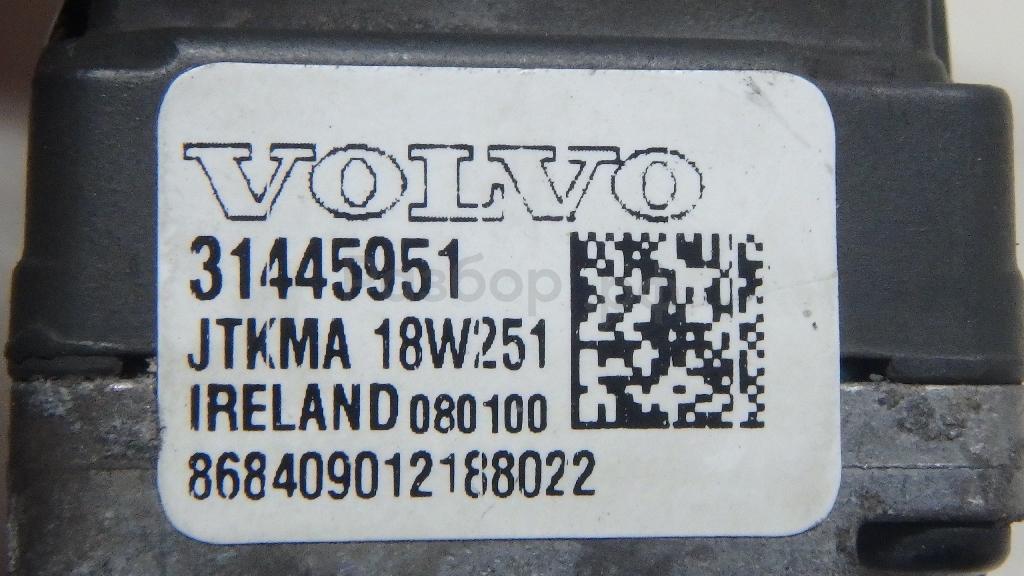 VOLVO
31445951
JTKMA 18W251
IRELAND 080100
868409012188022